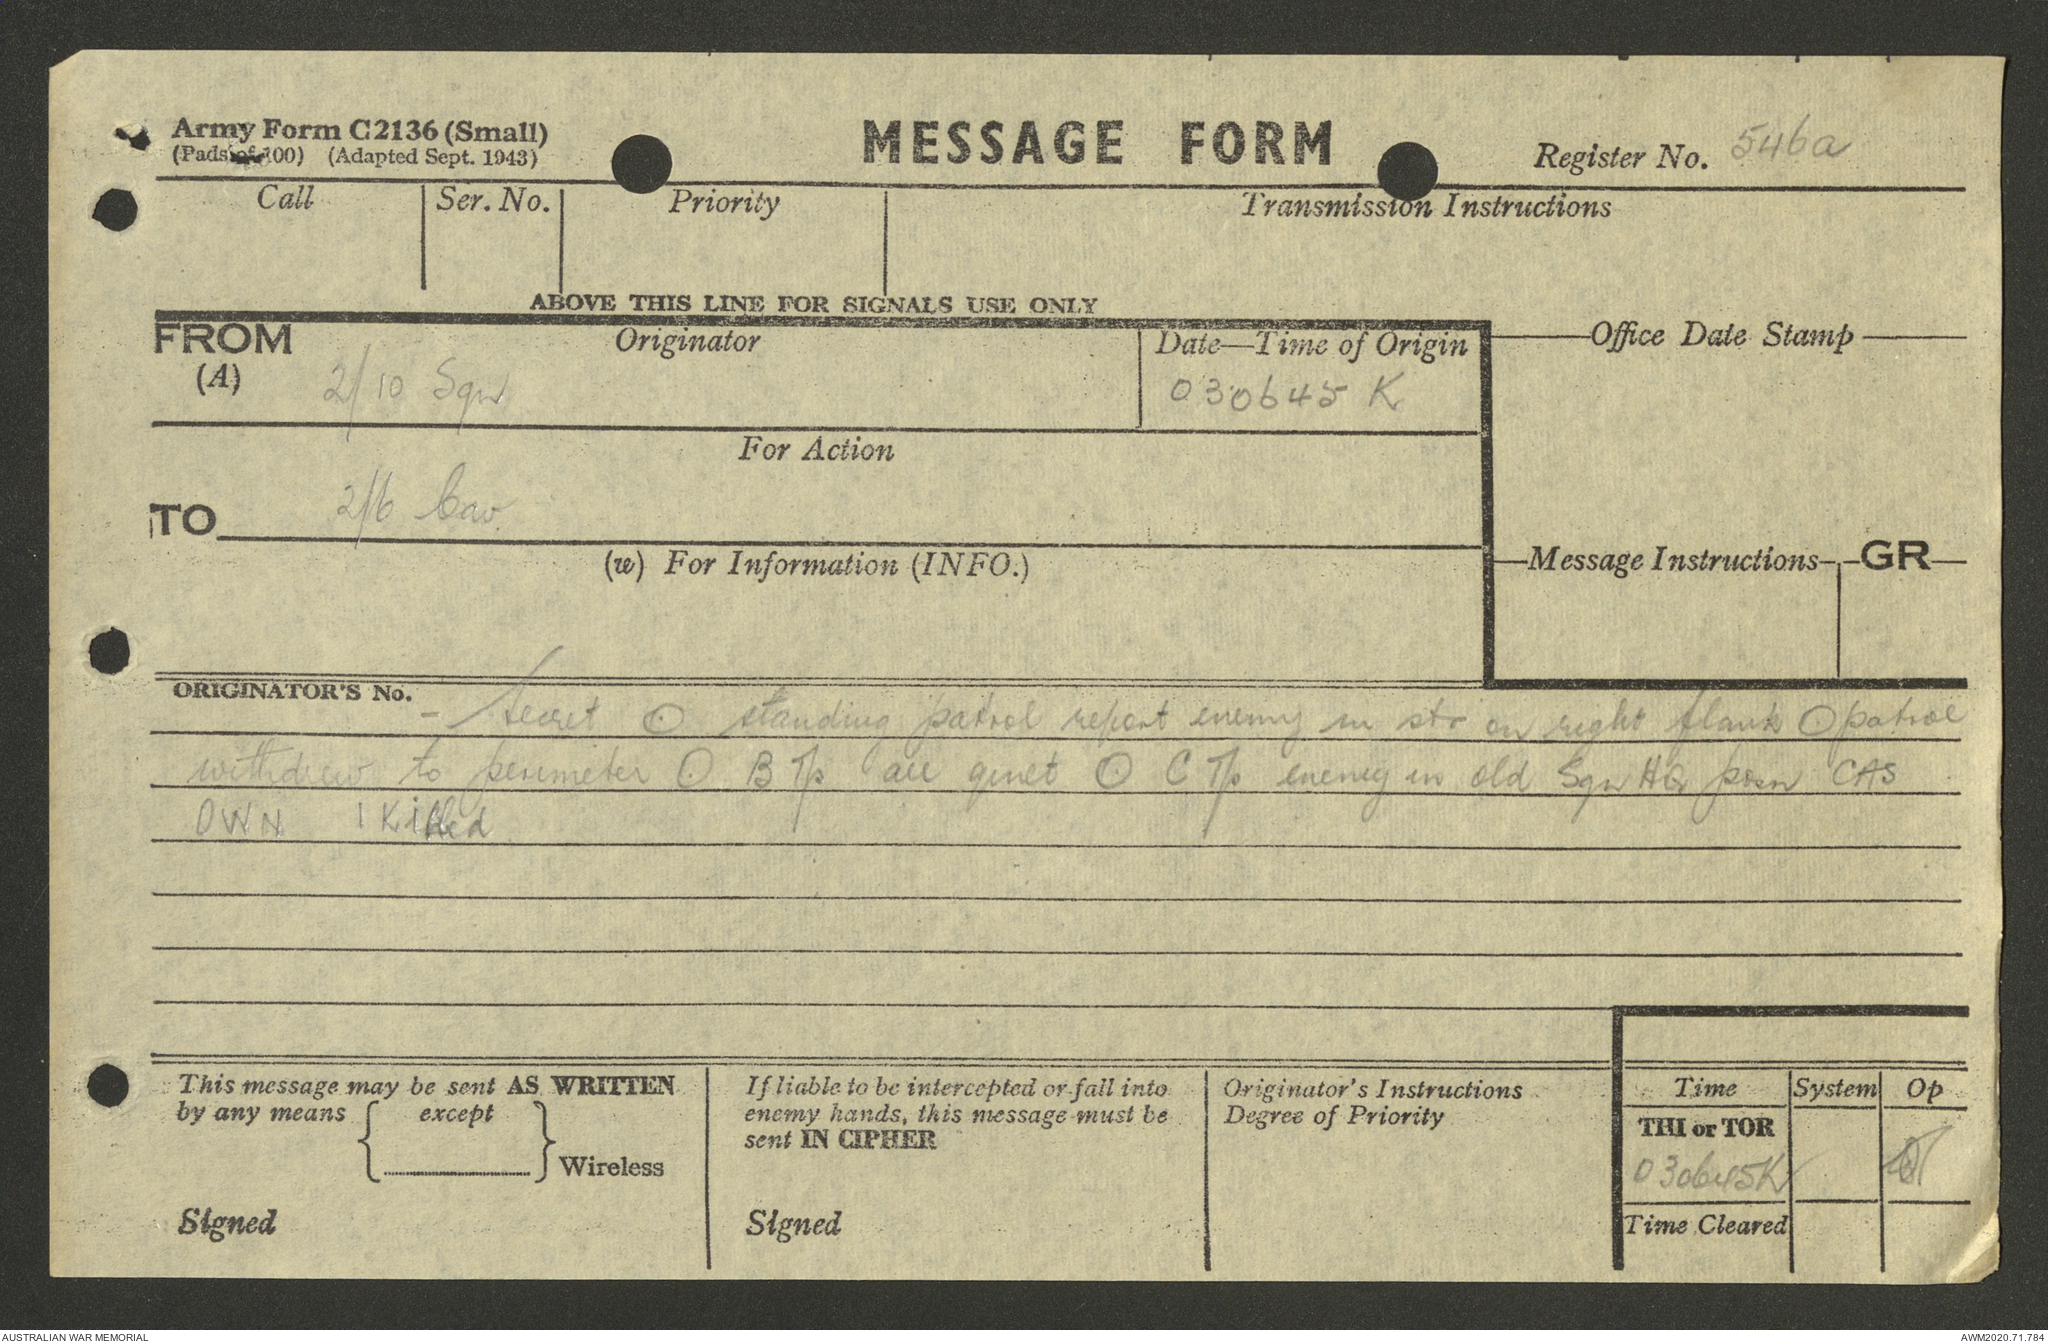 Army Form C2136 (Small)
(Pads of 100) (Adapted Sept. 1943)
MESSAGE FORM
Register No. 546a
Call
Ser. No.
Priority
Transmission Instructions
ABOVE THIS LINE FOR SIGNALS USE ONLY
FROM
(A)
Originator
2/10 Sqn
Date—Time of Origin
030645 K
Office Date Stamp
For Action
TO
2/6 Cav
(w) For Information (INFO.)
Message Instructions
GR
ORIGINATOR'S No.
- Secret O standing patrol report enemy in str on right flank O patrol
withdrew to perimeter O B Tp all quiet O C Tp enemy in old Sqn HQ posn CAS
OWN 1 Killed
This message may be sent AS WRITTEN
by any means { except } Wireless
Signed
If liable to be intercepted or fall into
enemy hands, this message must be
sent IN CIPHER
Signed
Originator's Instructions
Degree of Priority
Time
System
Op
THI or TOR
030645K
Time Cleared
AUSTRALIAN WAR MEMORIAL
AWM2020.71.784